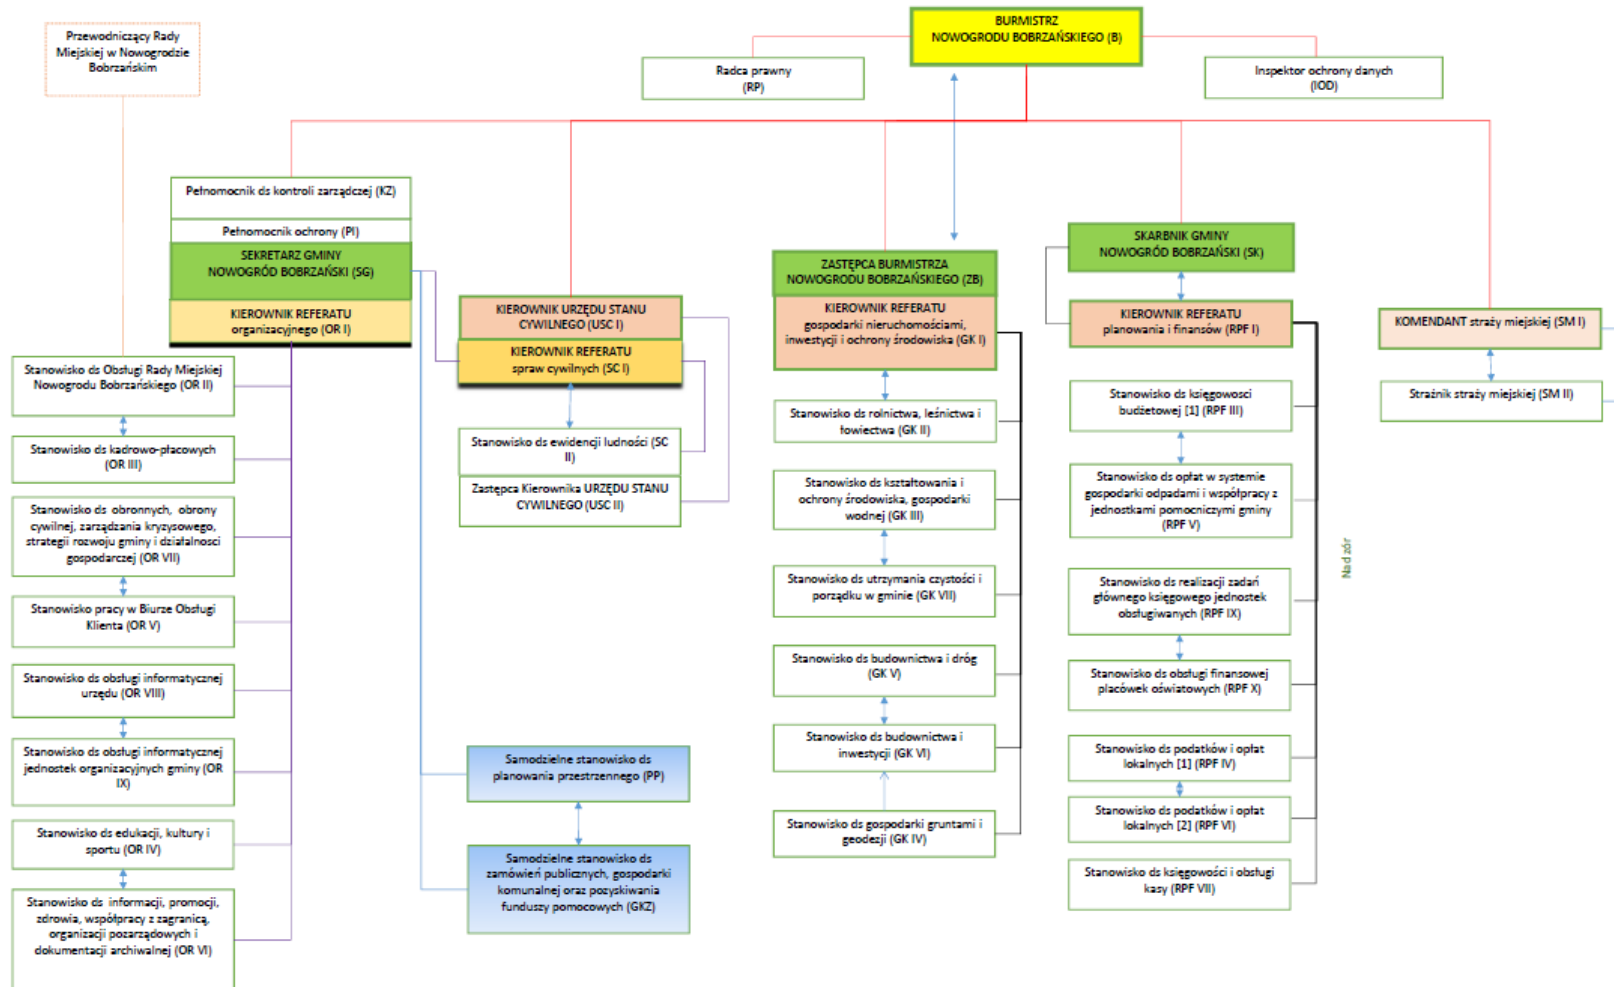 Przewodniczący Rady
Miejskiej w Nowogrodzie
Bobrzańskim
BURMISTRZ
NOWOGRODU BOBRZAŃSKIEGO (B)
Radca prawny
(RP)
Inspektor ochrony danych
(IOD)
Pełnomocnik ds kontroli zarządczej (KZ)
Pełnomocnik ochrony (PI)
SEKRETARZ GMINY
NOWOGRÓD BOBRZAŃSKI (SG)
KIEROWNIK REFERATU
organizacyjnego (OR I)
Stanowisko ds Obsługi Rady Miejskiej
Nowogrodu Bobrzańskiego (OR II)
Stanowisko ds kadrowo-płacowych
(OR III)
Stanowisko ds obronnych, obrony
cywilnej, zarządzania kryzysowego,
strategii rozwoju gminy i działalnosci
gospodarczej (OR VII)
Stanowisko pracy w Biurze Obsługi
Klienta (OR V)
Stanowisko ds obsługi informatycznej
urzędu (OR VIII)
Stanowisko ds obsługi informatycznej
jednostek organizacyjnych gminy (OR
IX)
Stanowisko ds edukacji, kultury i
sportu (OR IV)
Stanowisko ds informacji, promocji,
zdrowia, współpracy z zagranicą,
organizacji pozarządowych i
dokumentacji archiwalnej (OR VI)
KIEROWNIK URZĘDU STANU
CYWILNEGO (USC I)
KIEROWNIK REFERATU
spraw cywilnych (SC I)
Stanowisko ds ewidencji ludności (SC
II)
Zastępca Kierownika URZĘDU STANU
CYWILNEGO (USC II)
Samodzielne stanowisko ds
planowania przestrzennego (PP)
Samodzielne stanowisko ds
zamówień publicznych, gospodarki
komunalnej oraz pozyskiwania
funduszy pomocowych (GKZ)
ZASTĘPCA BURMISTRZA
NOWOGRODU BOBRZAŃSKIEGO (ZB)
KIEROWNIK REFERATU
gospodarki nieruchomościami,
inwestycji i ochrony środowiska (GK I)
Stanowisko ds rolnictwa, leśnictwa i
łowiectwa (GK II)
Stanowisko ds kształtowania i
ochrony środowiska, gospodarki
wodnej (GK III)
Stanowisko ds utrzymania czystości i
porządku w gminie (GK VII)
Stanowisko ds budownictwa i dróg
(GK V)
Stanowisko ds budownictwa i
inwestycji (GK VI)
Stanowisko ds gospodarki gruntami i
geodezji (GK IV)
SKARBNIK GMINY
NOWOGRÓD BOBRZAŃSKI (SK)
KIEROWNIK REFERATU
planowania i finansów (RPF I)
Stanowisko ds księgowosci
budżetowej [1] (RPF III)
Stanowisko ds opłat w systemie
gospodarki odpadami i współpracy z
jednostkami pomocniczymi gminy
(RPF V)
Stanowisko ds realizacji zadań
głównego księgowego jednostek
obsługiwanych (RPF IX)
Stanowisko ds obsługi finansowej
placówek oświatowych (RPF X)
Stanowisko ds podatków i opłat
lokalnych [1] (RPF IV)
Stanowisko ds podatków i opłat
lokalnych [2] (RPF VI)
Stanowisko ds księgowości i obsługi
kasy (RPF VII)
Nadzór
KOMENDANT straży miejskiej (SM I)
Strażnik straży miejskiej (SM II)